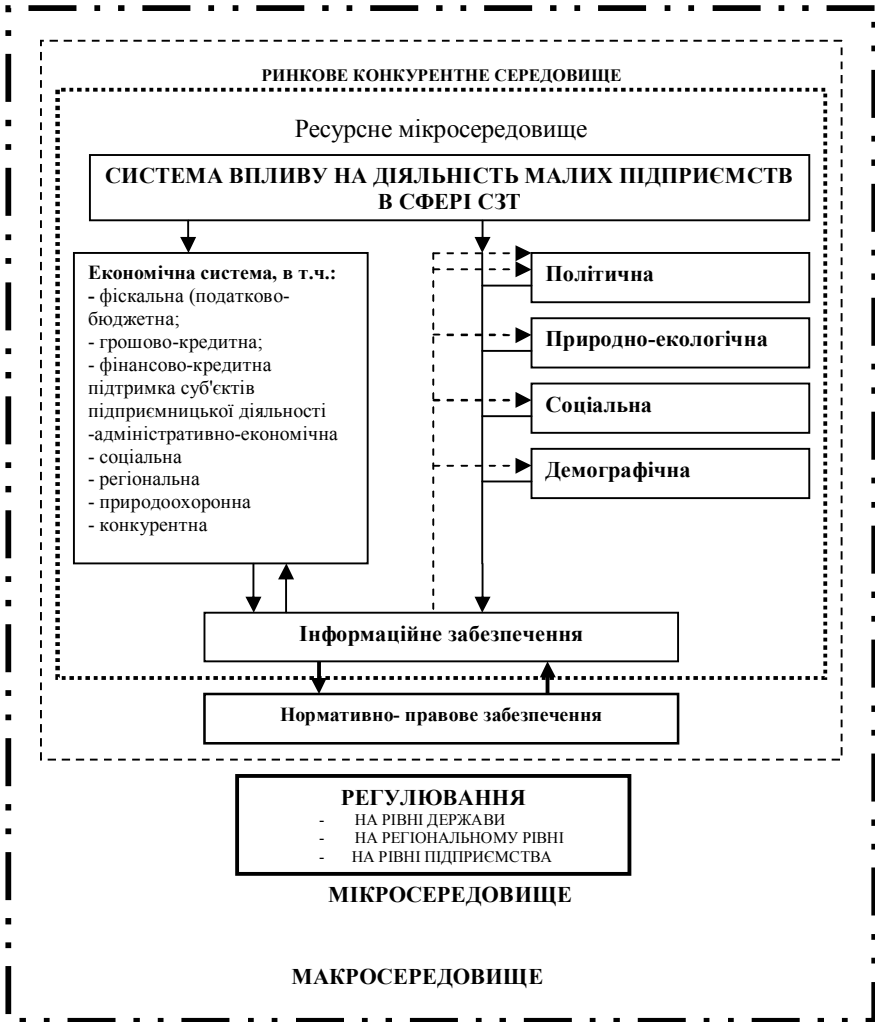 РИНКОВЕ КОНКУРЕНТНЕ СЕРЕДОВИЩЕ
Ресурсне мікросередовище
СИСТЕМА ВПЛИВУ НА ДІЯЛЬНІСТЬ МАЛИХ ПІДПРИЄМСТВ
В СФЕРІ СЗТ
Економічна система, в т.ч.:
- фіскальна (податково-
бюджетна;
- грошово-кредитна;
- фінансово-кредитна
підтримка суб'єктів
підприємницької діяльності
-адміністративно-економічна
- соціальна
- регіональна
- природоохоронна
- конкурентна
Політична
Природно-екологічна
Соціальна
Демографічна
Інформаційне забезпечення
Нормативно- правове забезпечення
РЕГУЛЮВАННЯ
- НА РІВНІ ДЕРЖАВИ
- НА РЕГІОНАЛЬНОМУ РІВНІ
- НА РІВНІ ПІДПРИЄМСТВА
МІКРОСЕРЕДОВИЩЕ
МАКРОСЕРЕДОВИЩЕ